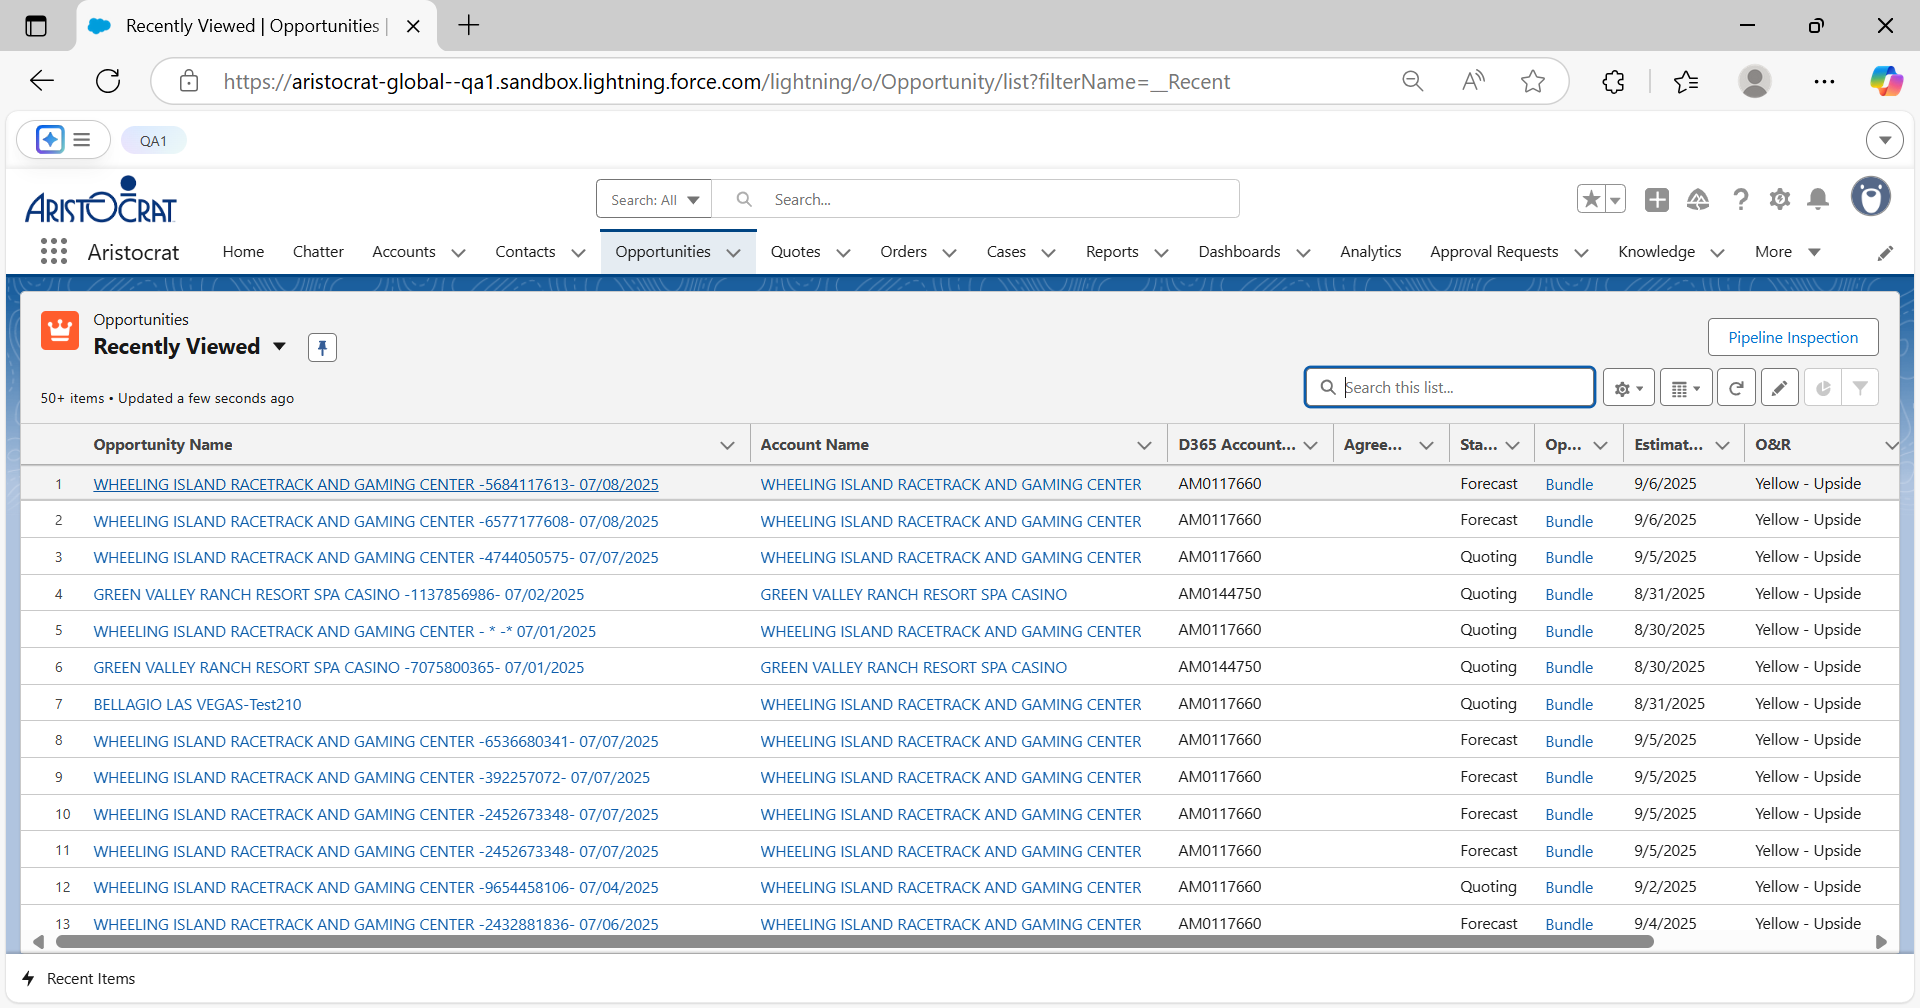 Recently Viewed | Opportunities |
https://aristocrat-global--qa1.sandbox.lightning.force.com/lightning/o/Opportunity/list?filterName=__Recent
QA1
ARISTOCRAT
Search: All
Search...
Aristocrat
Home
Chatter
Accounts
Contacts
Opportunities
Quotes
Orders
Cases
Reports
Dashboards
Analytics
Approval Requests
Knowledge
More
Opportunities
Recently Viewed
Pipeline Inspection
50+ items • Updated a few seconds ago
Search this list...
Opportunity Name Account Name D365 Account... Agree... Sta... Op... Estimat... O&R
1 WHEELING ISLAND RACETRACK AND GAMING CENTER -5684117613- 07/08/2025 WHEELING ISLAND RACETRACK AND GAMING CENTER AM0117660 Forecast Bundle 9/6/2025 Yellow - Upside
2 WHEELING ISLAND RACETRACK AND GAMING CENTER -6577177608- 07/08/2025 WHEELING ISLAND RACETRACK AND GAMING CENTER AM0117660 Forecast Bundle 9/6/2025 Yellow - Upside
3 WHEELING ISLAND RACETRACK AND GAMING CENTER -4744050575- 07/07/2025 WHEELING ISLAND RACETRACK AND GAMING CENTER AM0117660 Quoting Bundle 9/5/2025 Yellow - Upside
4 GREEN VALLEY RANCH RESORT SPA CASINO -1137856986- 07/02/2025 GREEN VALLEY RANCH RESORT SPA CASINO AM0144750 Quoting Bundle 8/31/2025 Yellow - Upside
5 WHEELING ISLAND RACETRACK AND GAMING CENTER - * -* 07/01/2025 WHEELING ISLAND RACETRACK AND GAMING CENTER AM0117660 Quoting Bundle 8/30/2025 Yellow - Upside
6 GREEN VALLEY RANCH RESORT SPA CASINO -7075800365- 07/01/2025 GREEN VALLEY RANCH RESORT SPA CASINO AM0144750 Quoting Bundle 8/30/2025 Yellow - Upside
7 BELLAGIO LAS VEGAS-Test210 WHEELING ISLAND RACETRACK AND GAMING CENTER AM0117660 Quoting Bundle 8/31/2025 Yellow - Upside
8 WHEELING ISLAND RACETRACK AND GAMING CENTER -6536680341- 07/07/2025 WHEELING ISLAND RACETRACK AND GAMING CENTER AM0117660 Forecast Bundle 9/5/2025 Yellow - Upside
9 WHEELING ISLAND RACETRACK AND GAMING CENTER -392257072- 07/07/2025 WHEELING ISLAND RACETRACK AND GAMING CENTER AM0117660 Forecast Bundle 9/5/2025 Yellow - Upside
10 WHEELING ISLAND RACETRACK AND GAMING CENTER -2452673348- 07/07/2025 WHEELING ISLAND RACETRACK AND GAMING CENTER AM0117660 Forecast Bundle 9/5/2025 Yellow - Upside
11 WHEELING ISLAND RACETRACK AND GAMING CENTER -2452673348- 07/07/2025 WHEELING ISLAND RACETRACK AND GAMING CENTER AM0117660 Forecast Bundle 9/5/2025 Yellow - Upside
12 WHEELING ISLAND RACETRACK AND GAMING CENTER -9654458106- 07/04/2025 WHEELING ISLAND RACETRACK AND GAMING CENTER AM0117660 Quoting Bundle 9/2/2025 Yellow - Upside
13 WHEELING ISLAND RACETRACK AND GAMING CENTER -2432881836- 07/06/2025 WHEELING ISLAND RACETRACK AND GAMING CENTER AM0117660 Forecast Bundle 9/4/2025 Yellow - Upside
Recent Items